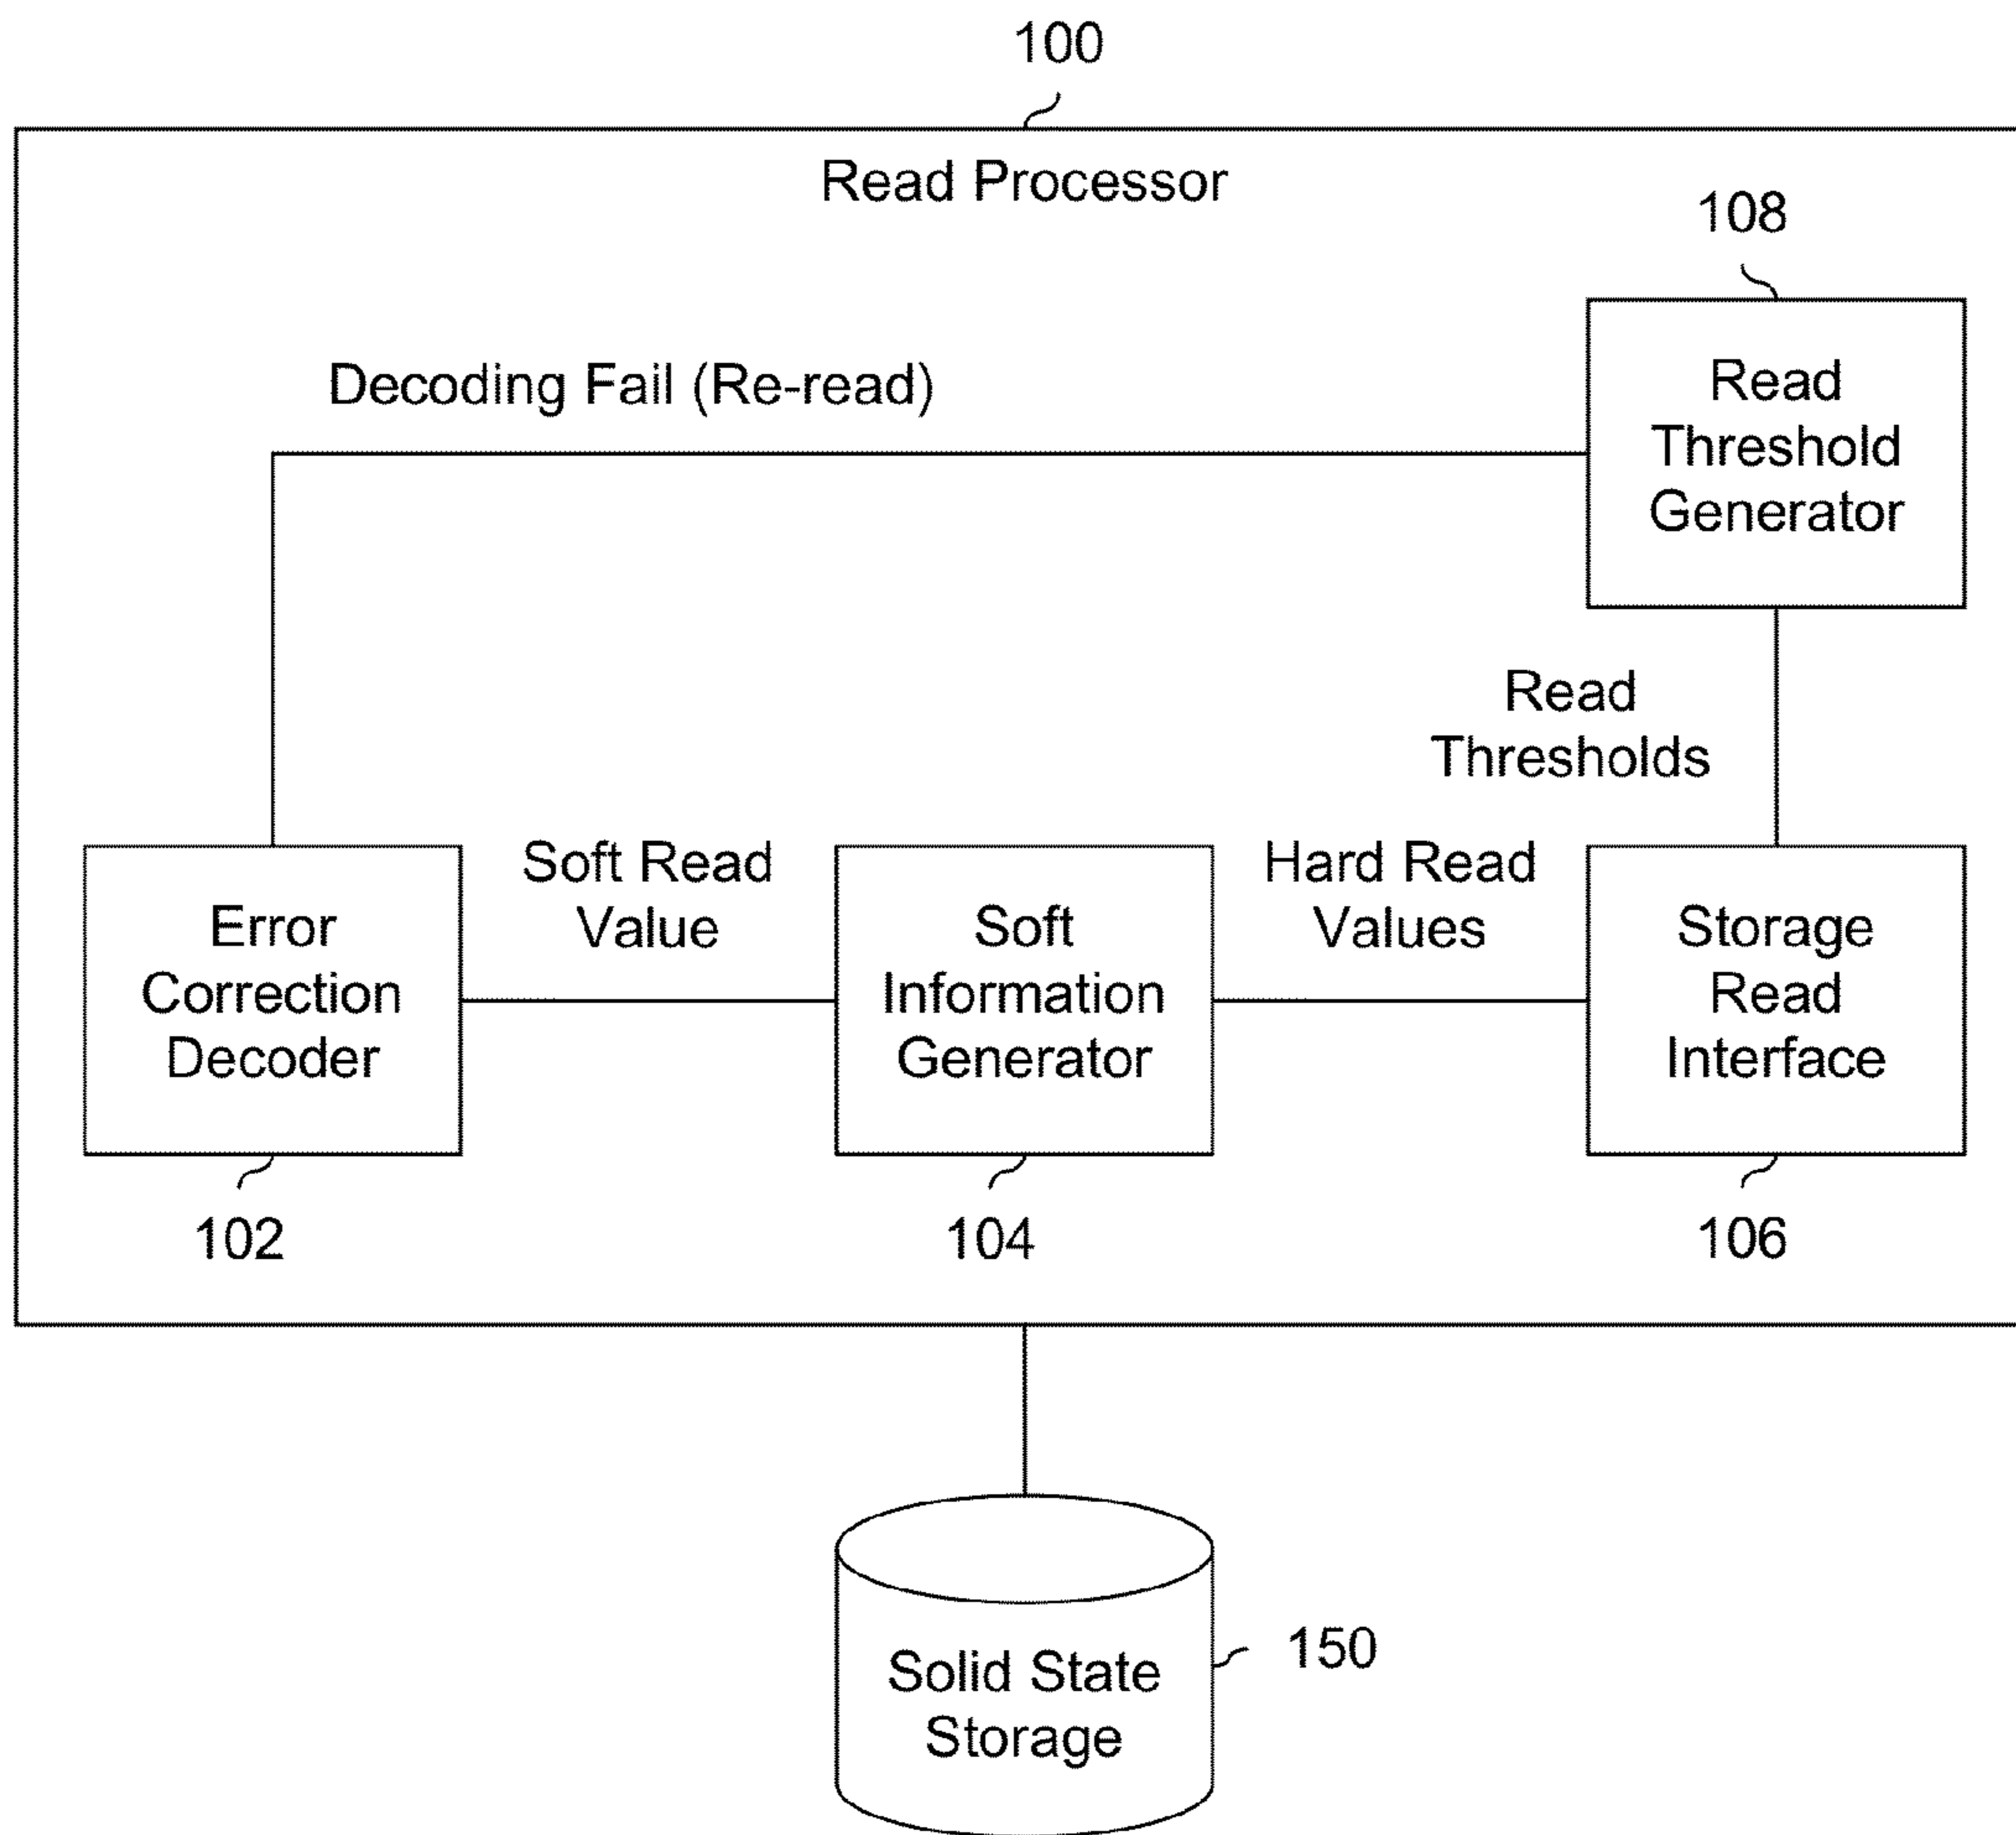 100
Read Processor
108
Read
Threshold
Generator
Decoding Fail (Re-read)
Read
Thresholds
Error
Correction
Decoder
Soft Read
Value
Soft
Information
Generator
Hard Read
Values
Storage
Read
Interface
102
104
106
Solid State
Storage
150